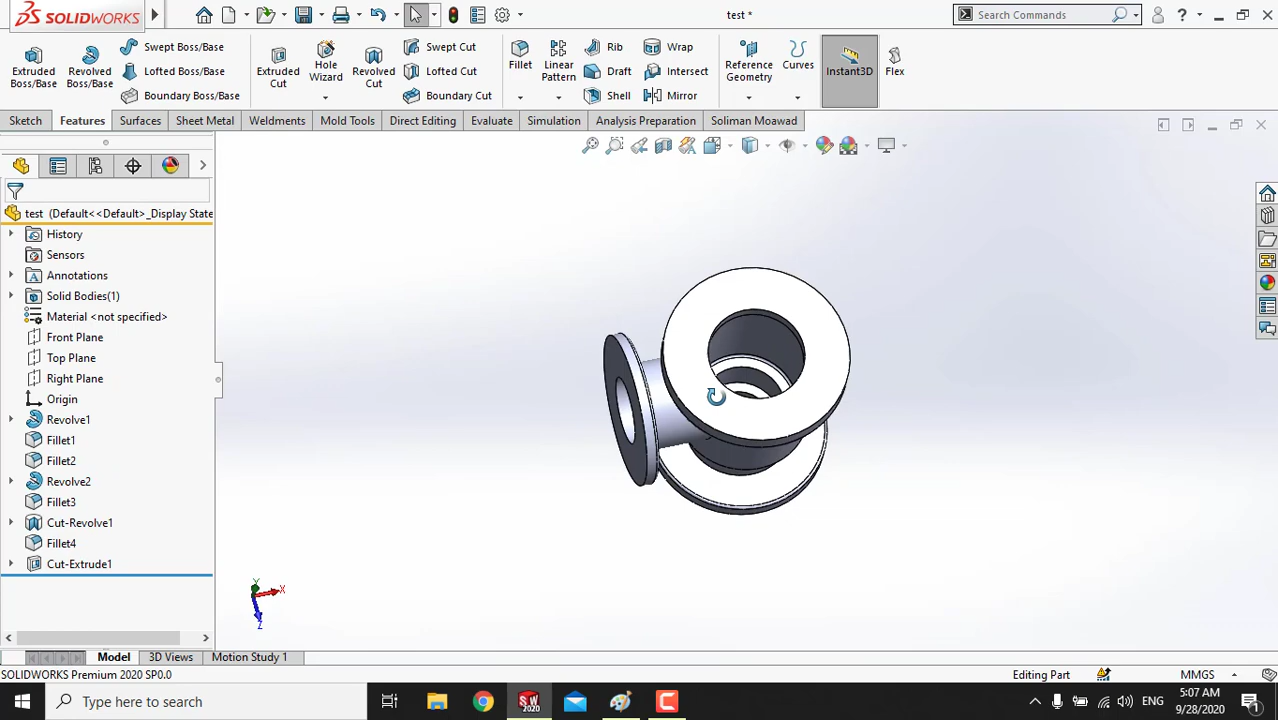 SOLIDWORKS
test *
Search Commands
Extruded Boss/Base
Revolved Boss/Base
Swept Boss/Base
Lofted Boss/Base
Boundary Boss/Base
Extruded Cut
Hole Wizard
Revolved Cut
Swept Cut
Lofted Cut
Boundary Cut
Fillet
Linear Pattern
Rib
Draft
Shell
Wrap
Intersect
Mirror
Reference Geometry
Curves
Instant3D
Flex
Sketch Features Surfaces Sheet Metal Weldments Mold Tools Direct Editing Evaluate Simulation Analysis Preparation Soliman Moawad
test (Default<<Default>_Display State
History
Sensors
Annotations
Solid Bodies(1)
Material <not specified>
Front Plane
Top Plane
Right Plane
Origin
Revolve1
Fillet1
Fillet2
Revolve2
Fillet3
Cut-Revolve1
Fillet4
Cut-Extrude1
Y
X
Z
Model 3D Views Motion Study 1
SOLIDWORKS Premium 2020 SP0.0
Editing Part
MMGS
Type here to search
SW
2020
ENG
5:07 AM
9/28/2020
1